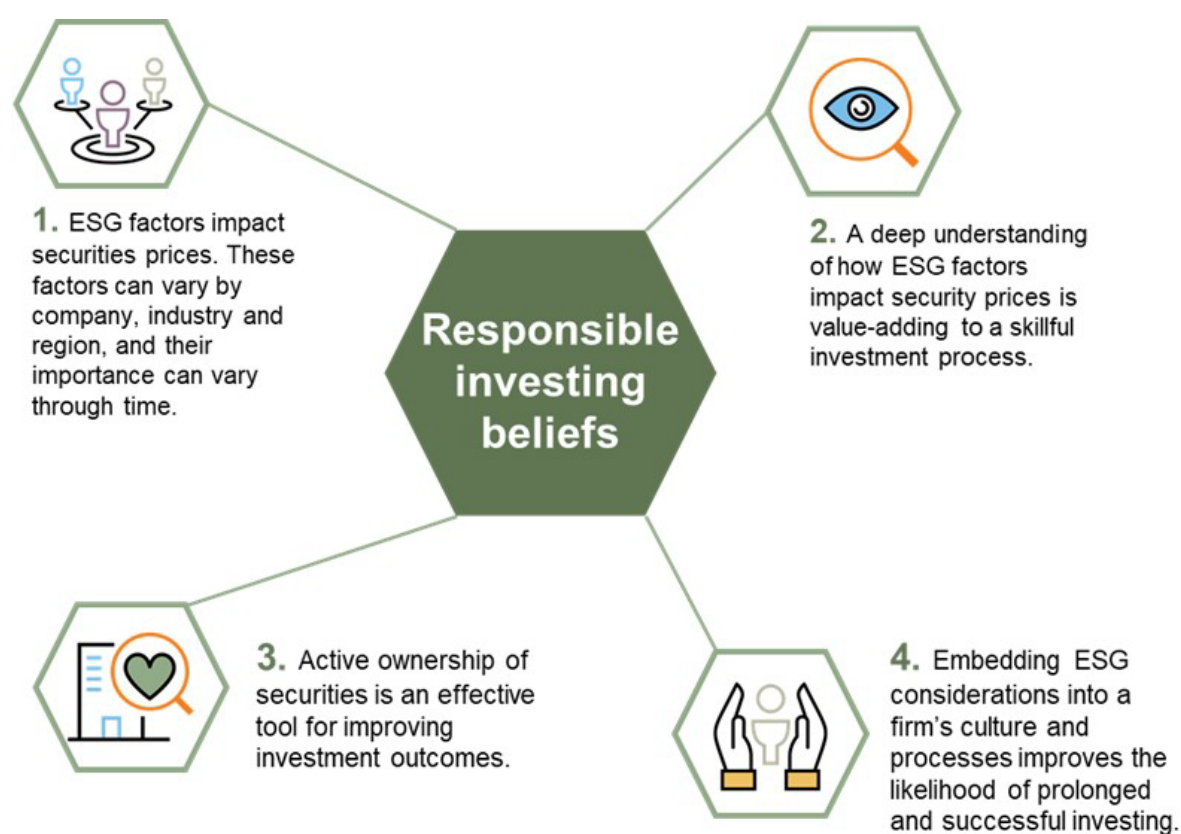 1. ESG factors impact
securities prices. These
factors can vary by
company, industry and
region, and their
importance can vary
through time.
2. A deep understanding
of how ESG factors
impact security prices is
value-adding to a skillful
investment process.
Responsible
investing
beliefs
3. Active ownership of
securities is an effective
tool for improving
investment outcomes.
4. Embedding ESG
considerations into a
firm's culture and
processes improves the
likelihood of prolonged
and successful investing.